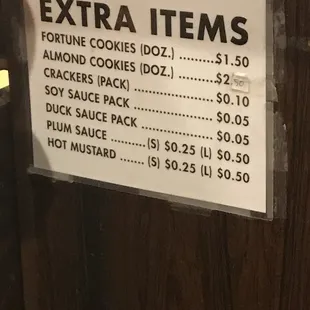 EXTRA ITEMS
FORTUNE COOKIES (DOZ.) ..........$1.50
ALMOND COOKIES (DOZ.) ..........$2.
CRACKERS (PACK) ....................$0.10
SOY SAUCE PACK ....................$0.05
DUCK SAUCE PACK ..................$0.05
PLUM SAUCE .........(S) $0.25 (L) $0.50
HOT MUSTARD ......(S) $0.25 (L) $0.50